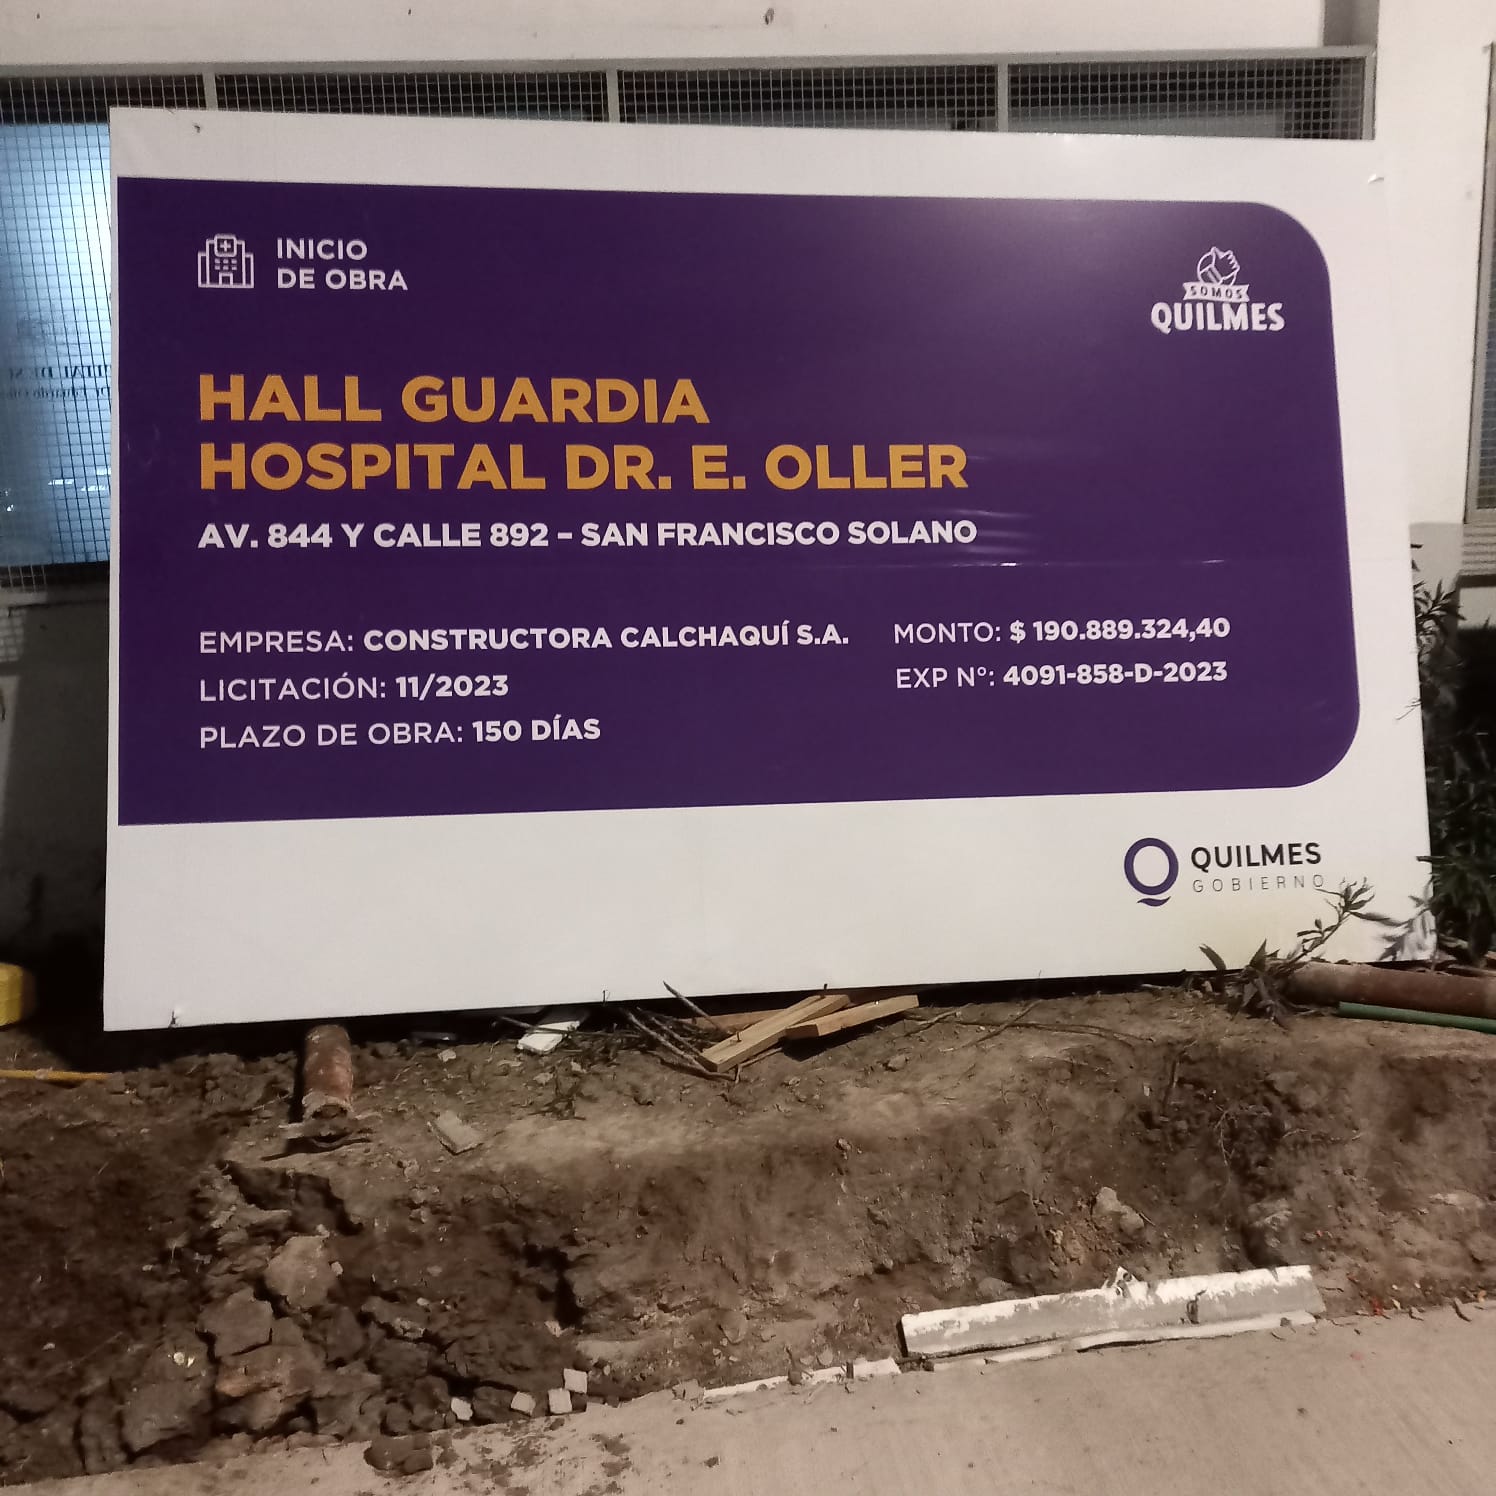 INICIO
DE OBRA
SOMOS
QUILMES
HALL GUARDIA
HOSPITAL DR. E. OLLER
AV. 844 Y CALLE 892 – SAN FRANCISCO SOLANO
EMPRESA: CONSTRUCTORA CALCHAQUÍ S.A.
LICITACIÓN: 11/2023
PLAZO DE OBRA: 150 DÍAS
MONTO: $ 190.889.324,40
EXP Nº: 4091-858-D-2023
QUILMES
GOBIERNO